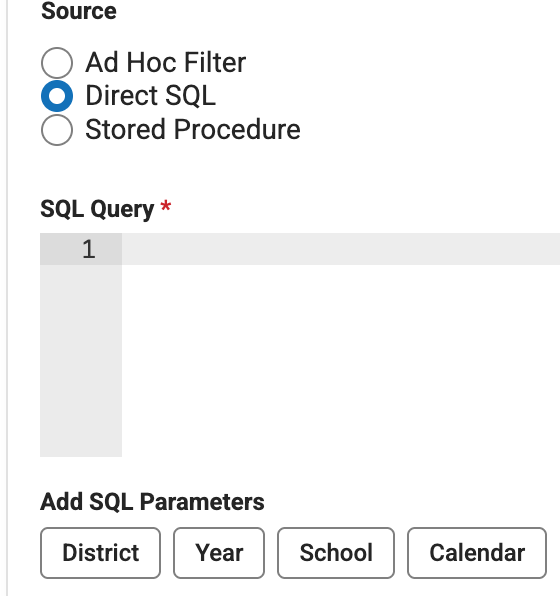 Source
Ad Hoc Filter
Direct SQL
Stored Procedure
SQL Query *
1
Add SQL Parameters
District Year School Calendar